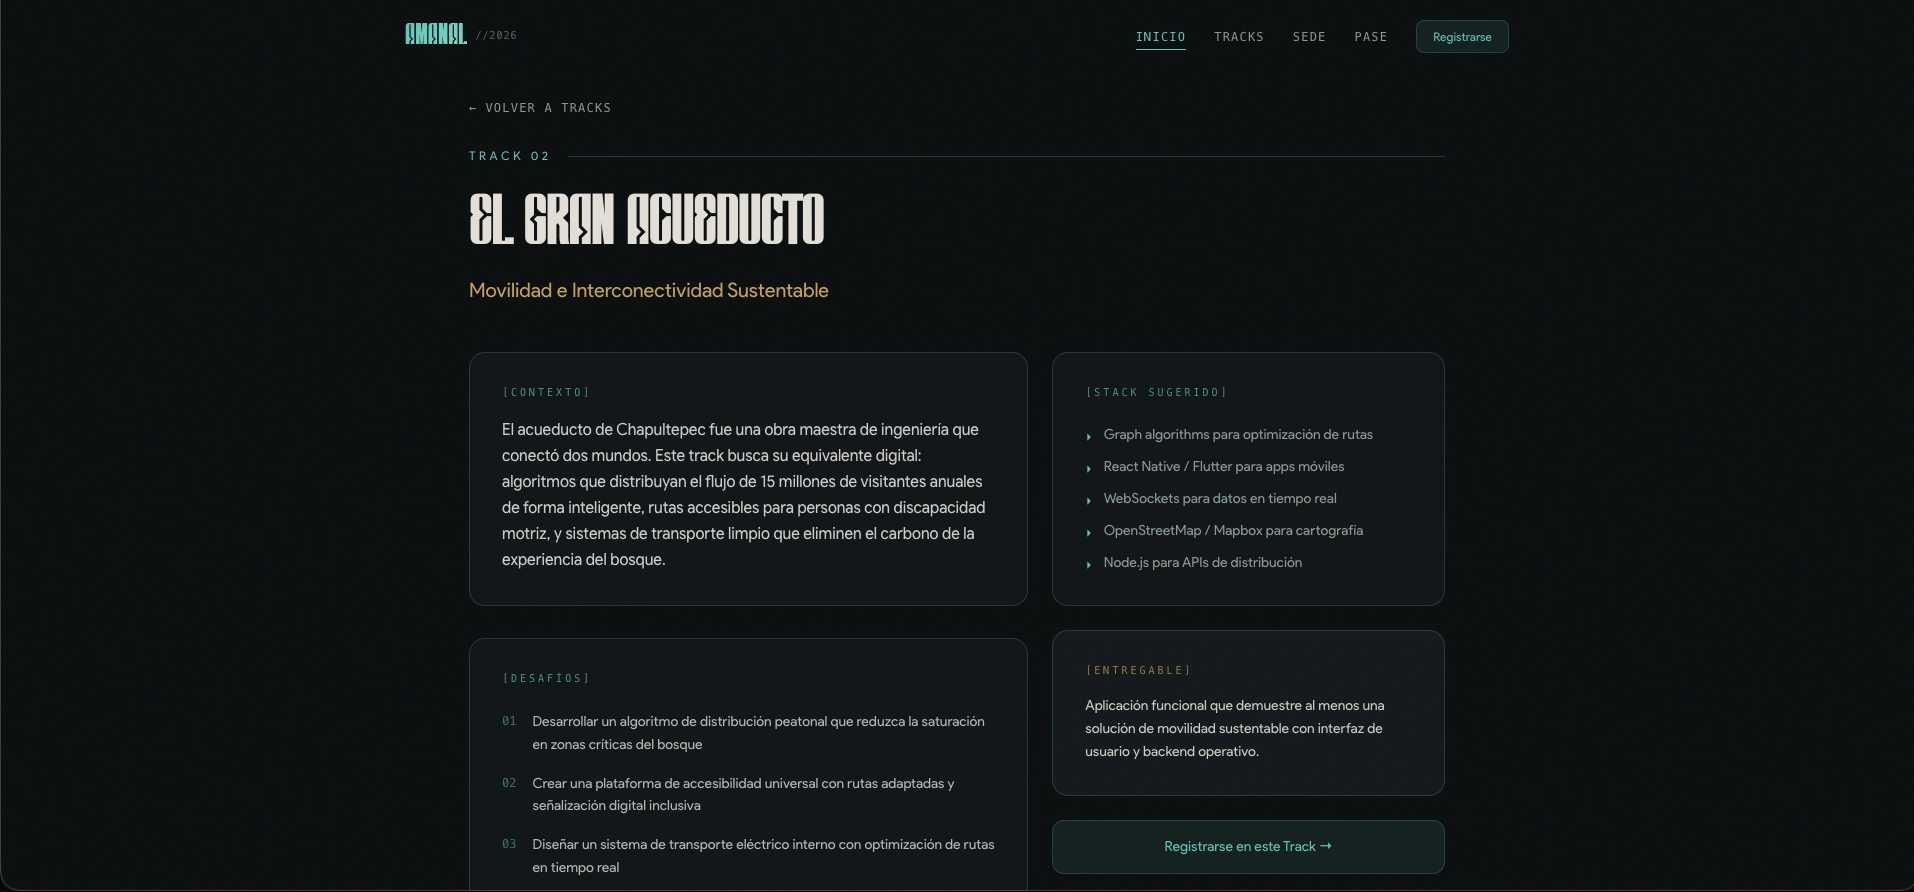 AMANAL //2026
INICIO TRACKS SEDE PASE Registrarse
← VOLVER A TRACKS
TRACK 02
EL GRAN ACUEDUCTO
Movilidad e Interconectividad Sustentable
[CONTEXTO]
El acueducto de Chapultepec fue una obra maestra de ingeniería que
conectó dos mundos. Este track busca su equivalente digital:
algoritmos que distribuyan el flujo de 15 millones de visitantes anuales
de forma inteligente, rutas accesibles para personas con discapacidad
motriz, y sistemas de transporte limpio que eliminen el carbono de la
experiencia del bosque.
[DESAFÍOS]
01 Desarrollar un algoritmo de distribución peatonal que reduzca la saturación
en zonas críticas del bosque
02 Crear una plataforma de accesibilidad universal con rutas adaptadas y
señalización digital inclusiva
03 Diseñar un sistema de transporte eléctrico interno con optimización de rutas
en tiempo real
[STACK SUGERIDO]
Graph algorithms para optimización de rutas
React Native / Flutter para apps móviles
WebSockets para datos en tiempo real
OpenStreetMap / Mapbox para cartografía
Node.js para APIs de distribución
[ENTREGABLE]
Aplicación funcional que demuestre al menos una
solución de movilidad sustentable con interfaz de
usuario y backend operativo.
Registrarse en este Track →